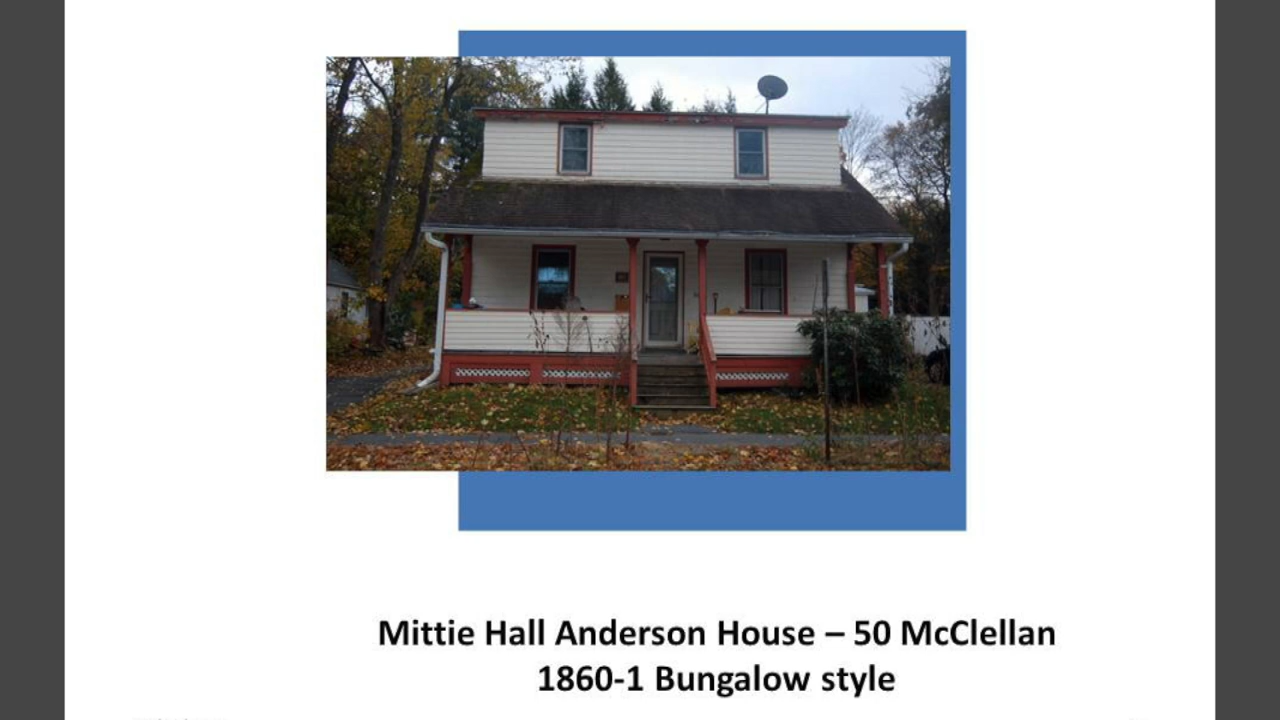 Mittie Hall Anderson House – 50 McClellan
1860-1 Bungalow style